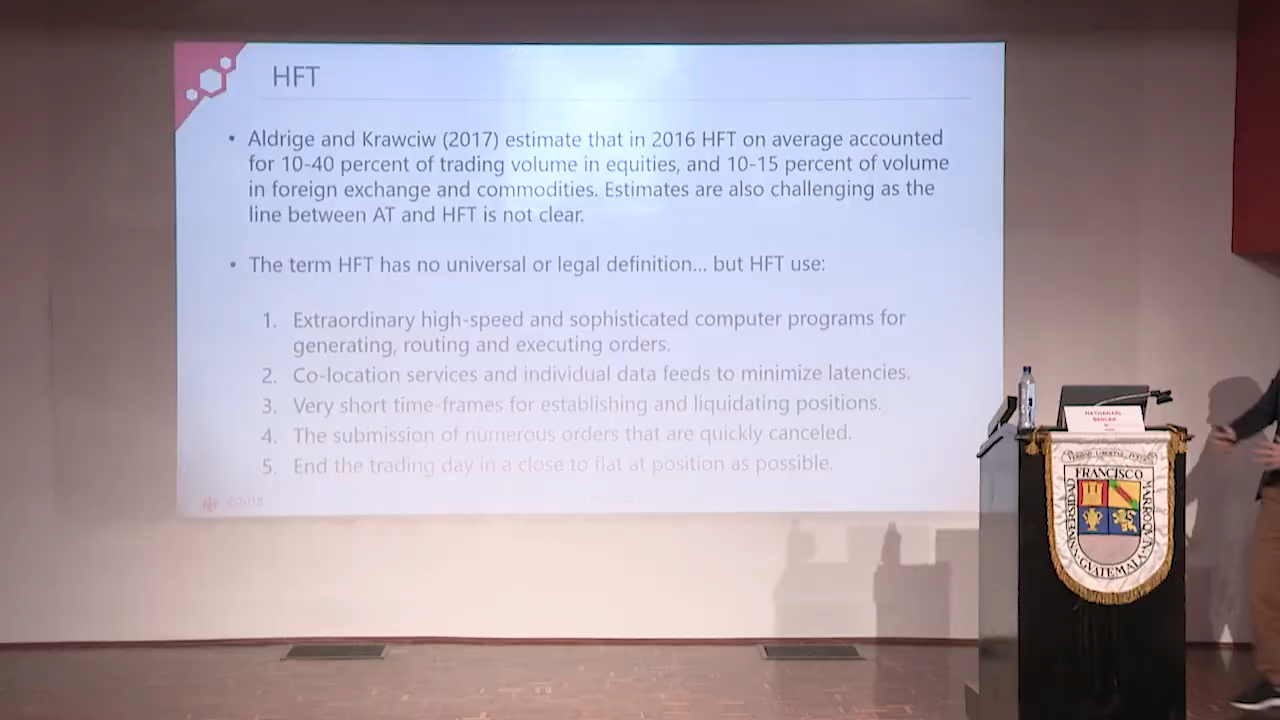 HFT
• Aldrige and Krawciw (2017) estimate that in 2016 HFT on average accounted
for 10-40 percent of trading volume in equities, and 10-15 percent of volume
in foreign exchange and commodities. Estimates are also challenging as the
line between AT and HFT is not clear.
• The term HFT has no universal or legal definition... but HFT use:
1. Extraordinary high-speed and sophisticated computer programs for
generating, routing and executing orders.
2. Co-location services and individual data feeds to minimize latencies.
3. Very short time-frames for establishing and liquidating positions.
4. The submission of numerous orders that are quickly canceled.
5. End the trading day in a close to flat at position as possible.
UNIVERSIDAD
FRANCISCO
MARROQUIN
GVATEMALA